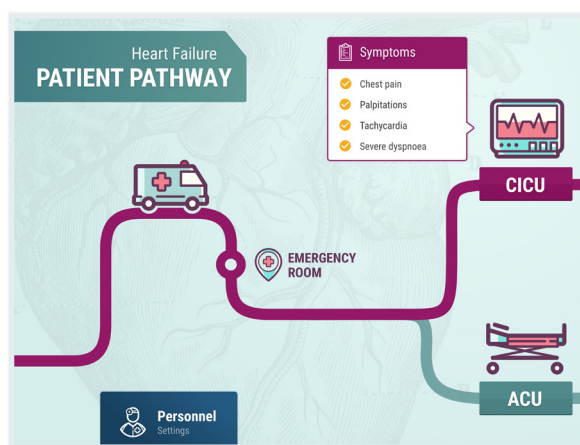 Heart Failure
PATIENT PATHWAY
Symptoms
Chest pain
Palpitations
Tachycardia
Severe dyspnoea
CICU
EMERGENCY
ROOM
ACU
Personnel
Settings